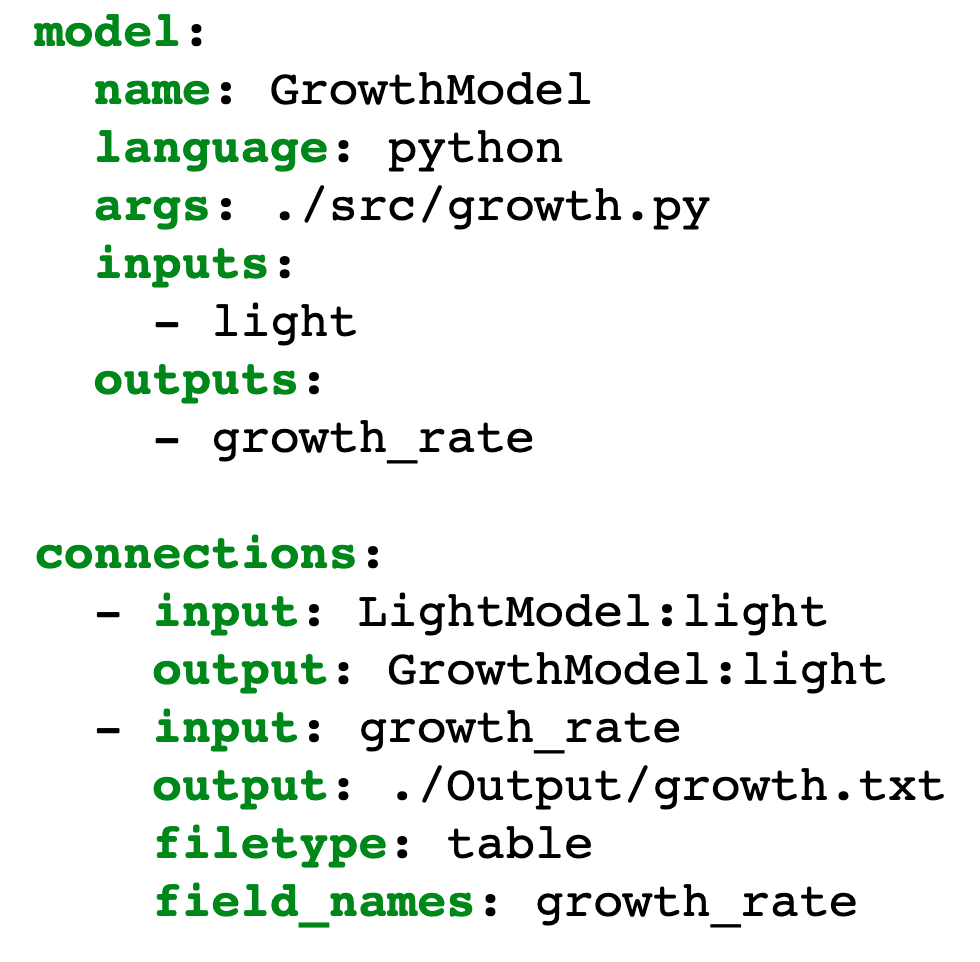 model:
  name: GrowthModel
  language: python
  args: ./src/growth.py
  inputs:
    - light
  outputs:
    - growth_rate

connections:
  - input: LightModel:light
    output: GrowthModel:light
  - input: growth_rate
    output: ./Output/growth.txt
    filetype: table
    field_names: growth_rate